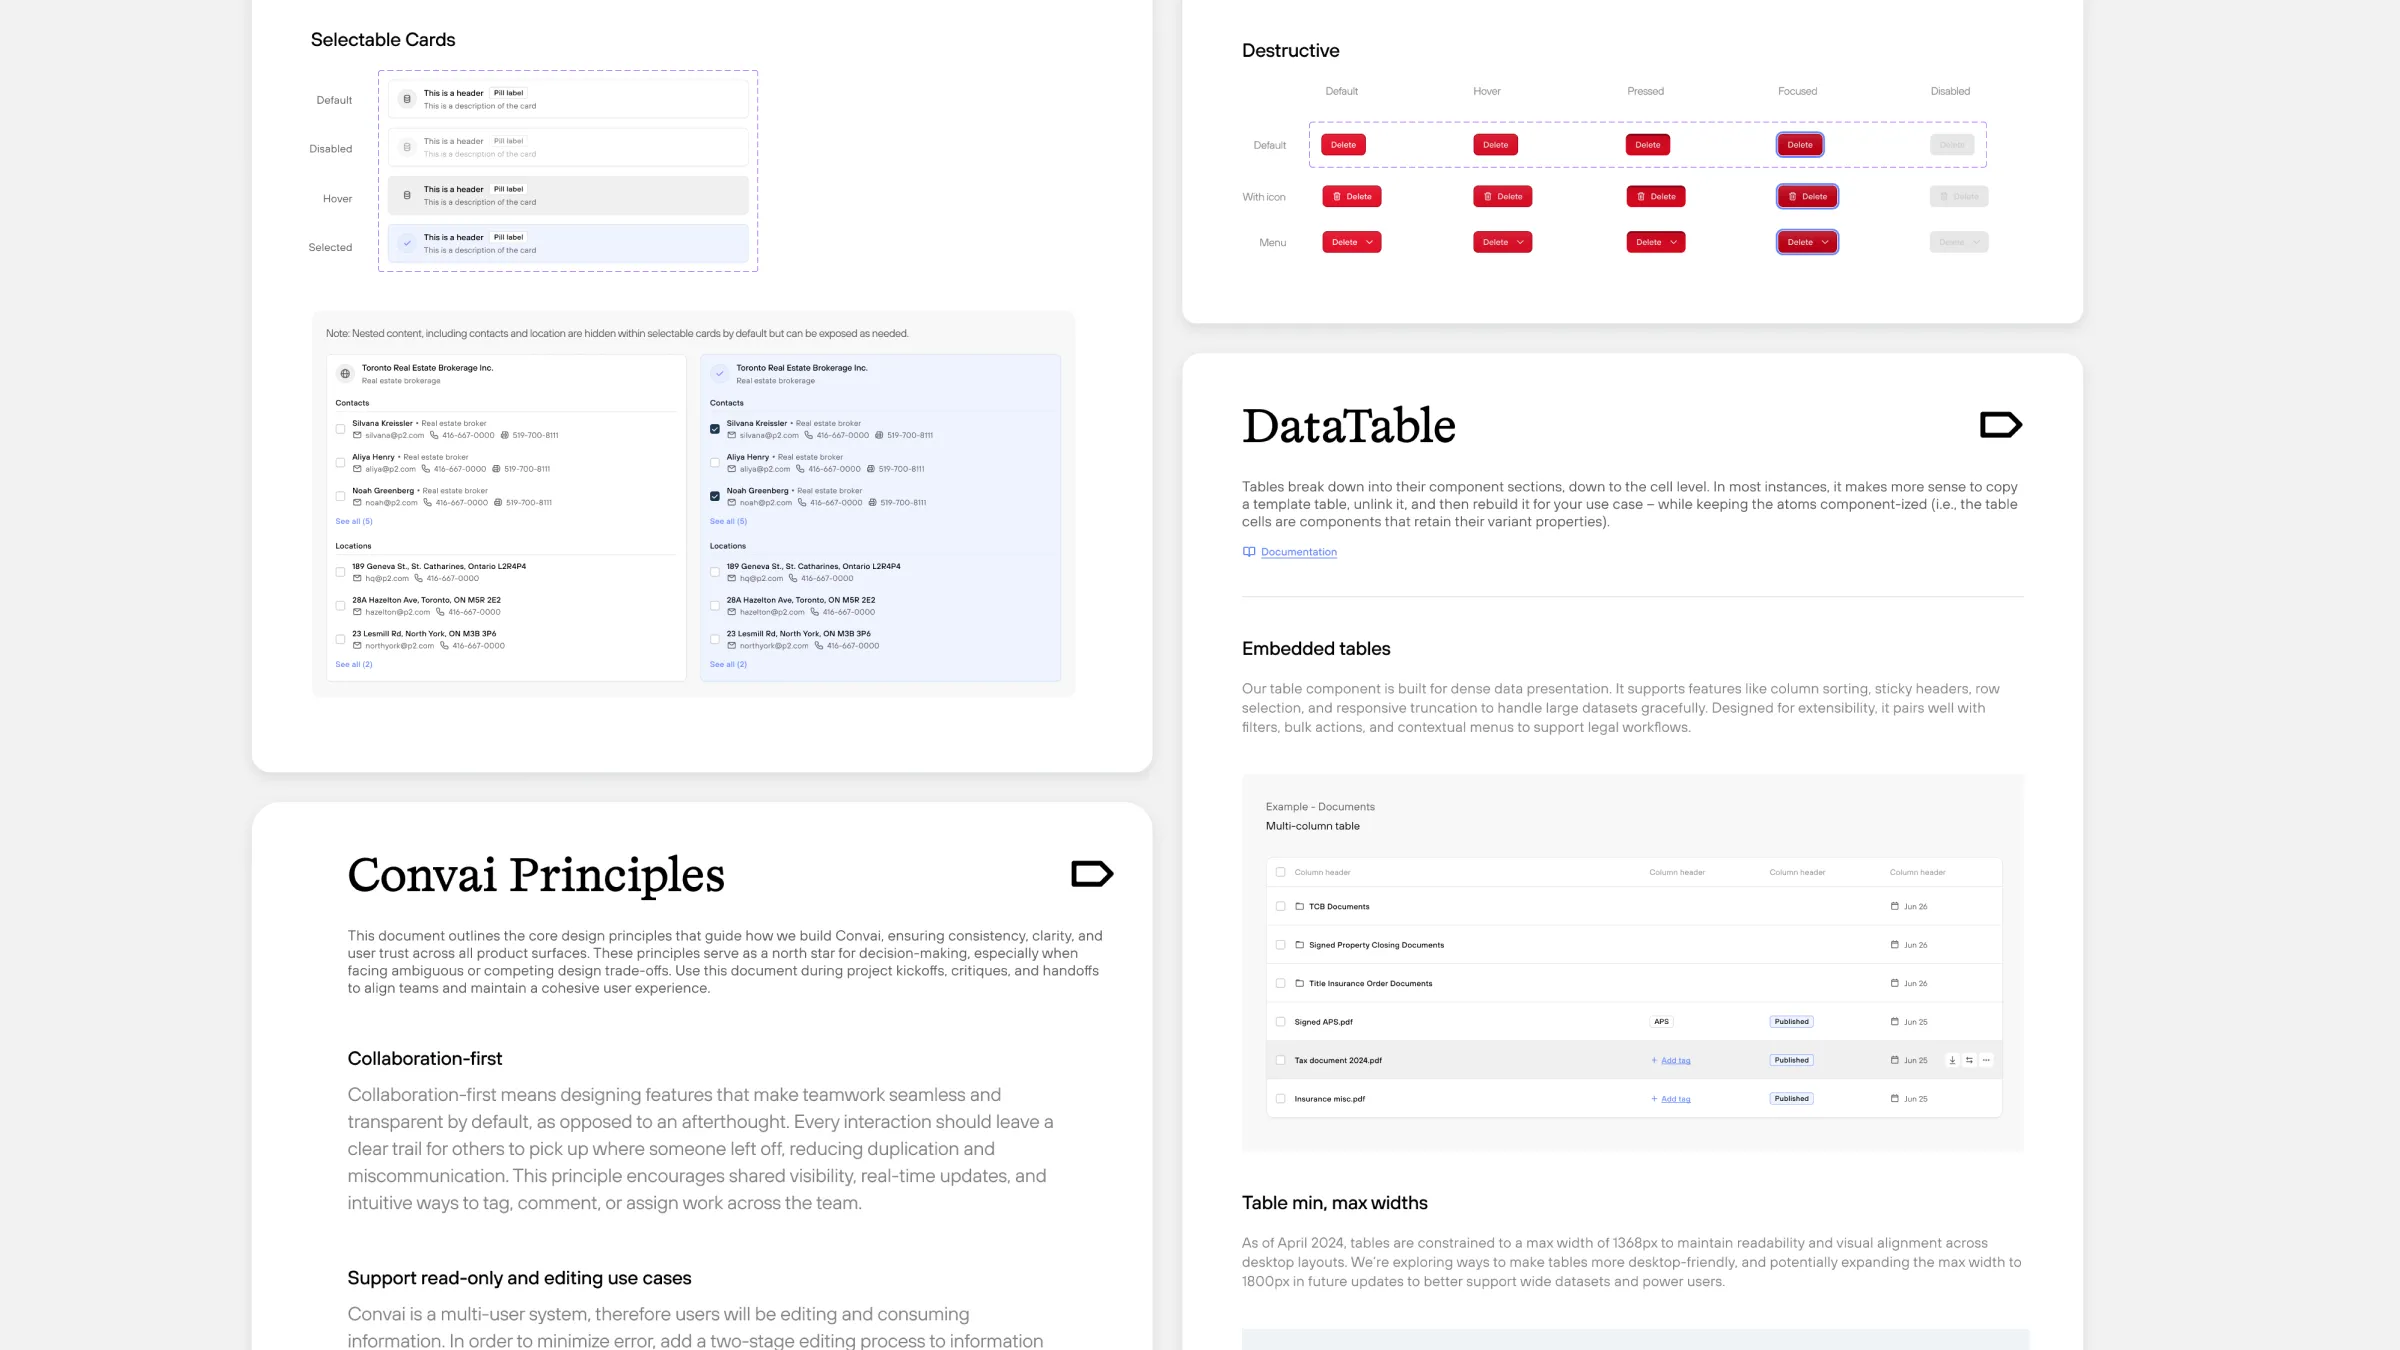 Selectable Cards
Default
This is a header Pill label
This is a description of the card
Disabled
This is a header Pill label
This is a description of the card
Hover
This is a header Pill label
This is a description of the card
Selected
This is a header Pill label
This is a description of the card
Note: Nested content, including contacts and location are hidden within selectable cards by default but can be exposed as needed.
Toronto Real Estate Brokerage Inc.
Real estate brokerage
Contacts
Silvana Kreissler • Real estate broker
silvana@p2.com 416-667-0000 519-700-8111
Aliya Henry • Real estate broker
aliya@p2.com 416-667-0000 519-700-8111
Noah Greenberg • Real estate broker
noah@p2.com 416-667-0000 519-700-8111
See all (5)
Locations
189 Geneva St., St. Catharines, Ontario L2R4P4
hq@p2.com 416-667-0000
28A Hazelton Ave, Toronto, ON M5R 2E2
hazelton@p2.com 416-667-0000
23 Lesmill Rd, North York, ON M3B 3P6
northyork@p2.com 416-667-0000
See all (2)
Toronto Real Estate Brokerage Inc.
Real estate brokerage
Contacts
Silvana Kreissler • Real estate broker
silvana@p2.com 416-667-0000 519-700-8111
Aliya Henry • Real estate broker
aliya@p2.com 416-667-0000 519-700-8111
Noah Greenberg • Real estate broker
noah@p2.com 416-667-0000 519-700-8111
See all (5)
Locations
189 Geneva St., St. Catharines, Ontario L2R4P4
hq@p2.com 416-667-0000
28A Hazelton Ave, Toronto, ON M5R 2E2
hazelton@p2.com 416-667-0000
23 Lesmill Rd, North York, ON M3B 3P6
northyork@p2.com 416-667-0000
See all (2)
Convai Principles
This document outlines the core design principles that guide how we build Convai, ensuring consistency, clarity, and
user trust across all product surfaces. These principles serve as a north star for decision-making, especially when
facing ambiguous or competing design trade-offs. Use this document during project kickoffs, critiques, and handoffs
to align teams and maintain a cohesive user experience.
Collaboration-first
Collaboration-first means designing features that make teamwork seamless and
transparent by default, as opposed to an afterthought. Every interaction should leave a
clear trail for others to pick up where someone left off, reducing duplication and
miscommunication. This principle encourages shared visibility, real-time updates, and
intuitive ways to tag, comment, or assign work across the team.
Support read-only and editing use cases
Convai is a multi-user system, therefore users will be editing and consuming
information. In order to minimize error, add a two-stage editing process to information
Destructive
Default Hover Pressed Focused Disabled
Default Delete Delete Delete Delete Delete
With icon Delete Delete Delete Delete Delete
Menu Delete Delete Delete Delete Delete
DataTable
Tables break down into their component sections, down to the cell level. In most instances, it makes more sense to copy
a template table, unlink it, and then rebuild it for your use case – while keeping the atoms component-ized (i.e., the table
cells are components that retain their variant properties).
Documentation
Embedded tables
Our table component is built for dense data presentation. It supports features like column sorting, sticky headers, row
selection, and responsive truncation to handle large datasets gracefully. Designed for extensibility, it pairs well with
filters, bulk actions, and contextual menus to support legal workflows.
Example - Documents
Multi-column table
Column header Column header Column header Column header
TCB Documents Jun 26
Signed Property Closing Documents Jun 26
Title Insurance Order Documents Jun 26
Signed APS.pdf APS Published Jun 25
Tax document 2024.pdf + Add tag Published Jun 25
Insurance misc.pdf + Add tag Published Jun 25
Table min, max widths
As of April 2024, tables are constrained to a max width of 1368px to maintain readability and visual alignment across
desktop layouts. We're exploring ways to make tables more desktop-friendly, and potentially expanding the max width to
1800px in future updates to better support wide datasets and power users.